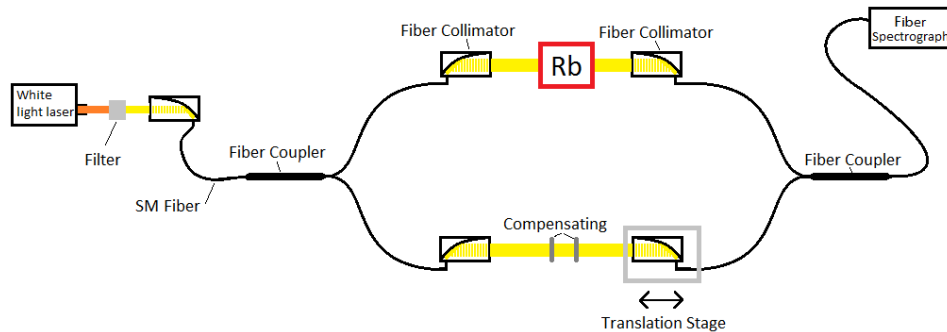 Fiber Collimator
Fiber Collimator
Fiber
Spectrograph
White
light laser
Rb
Filter
Fiber Coupler
Fiber Coupler
SM Fiber
Compensating
Translation Stage